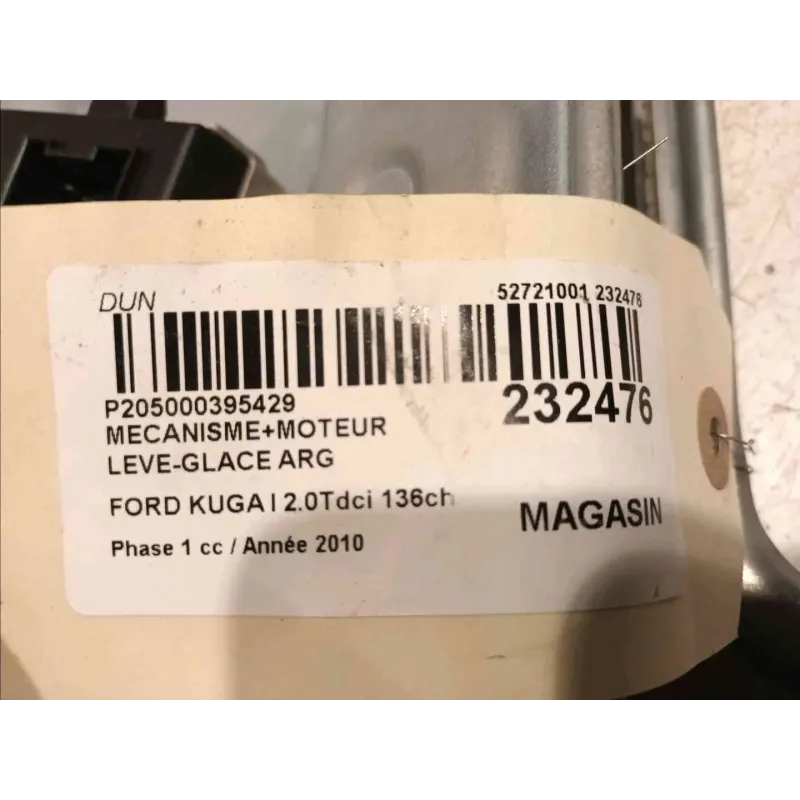 DUN
52721001 232476
P205000395429
232476
MECANISME+MOTEUR
LEVE-GLACE ARG
FORD KUGA I 2.0Tdci 136ch
MAGASIN
Phase 1 cc / Année 2010